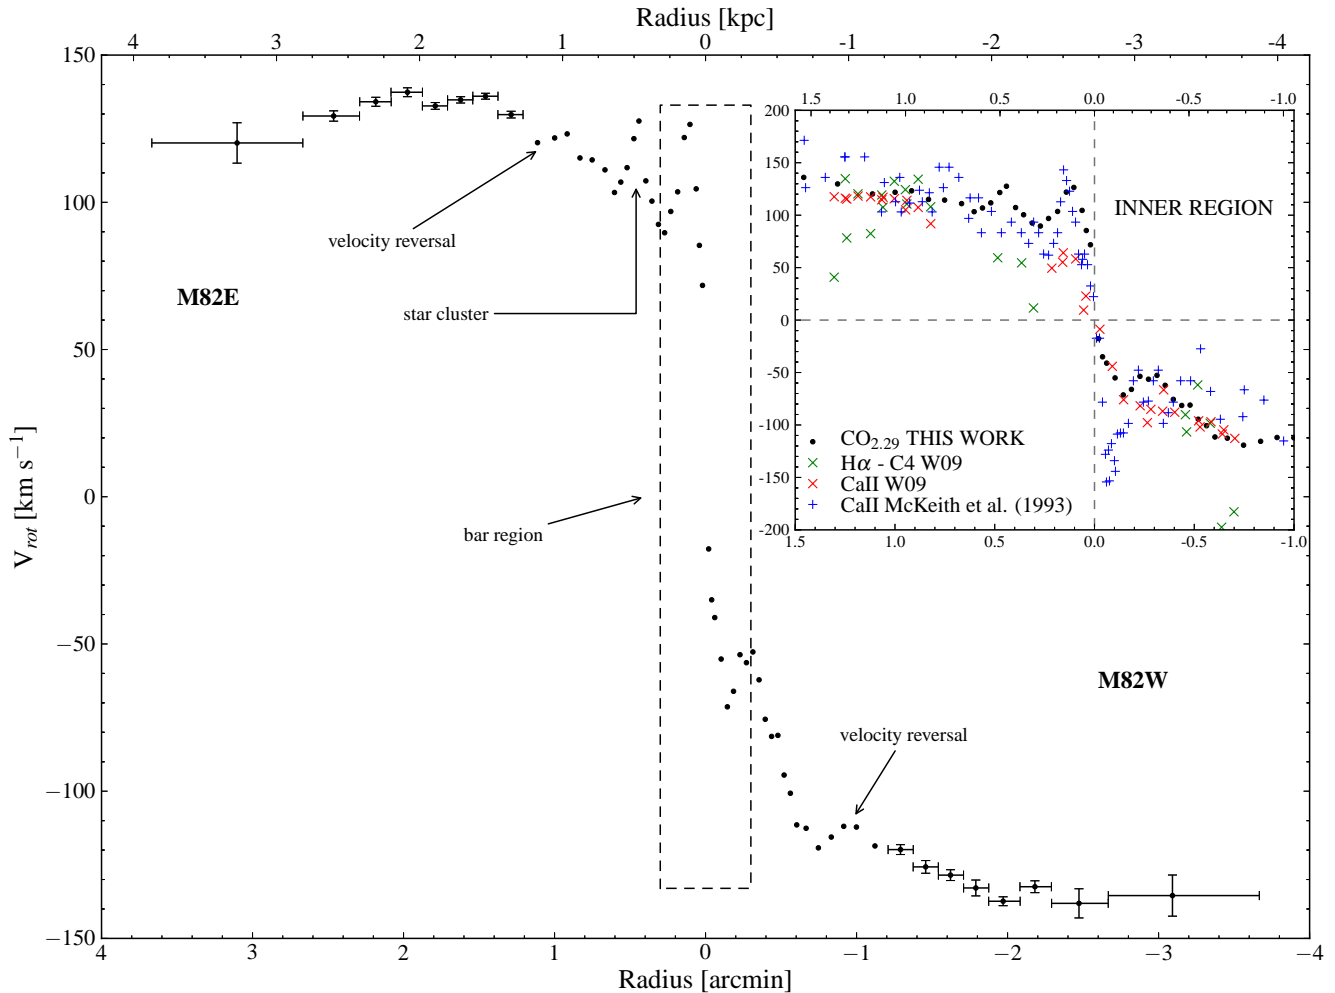 Radius [kpc]
4 3 2 1 0 −1 −2 −3 −4
150
100
50
0
−50
−100
−150
V_rot [km s⁻¹]
velocity reversal
M82E
star cluster
bar region
M82W
velocity reversal
1.5 1.0 0.5 0.0 -0.5 -1.0
200
150
100
50
0
-50
-100
-150
-200
INNER REGION
CO₂.₂₉ THIS WORK
Hα - C4 W09
CaII W09
CaII McKeith et al. (1993)
1.5 1.0 0.5 0.0 -0.5 -1.0
4 3 2 1 0 −1 −2 −3 −4
Radius [arcmin]